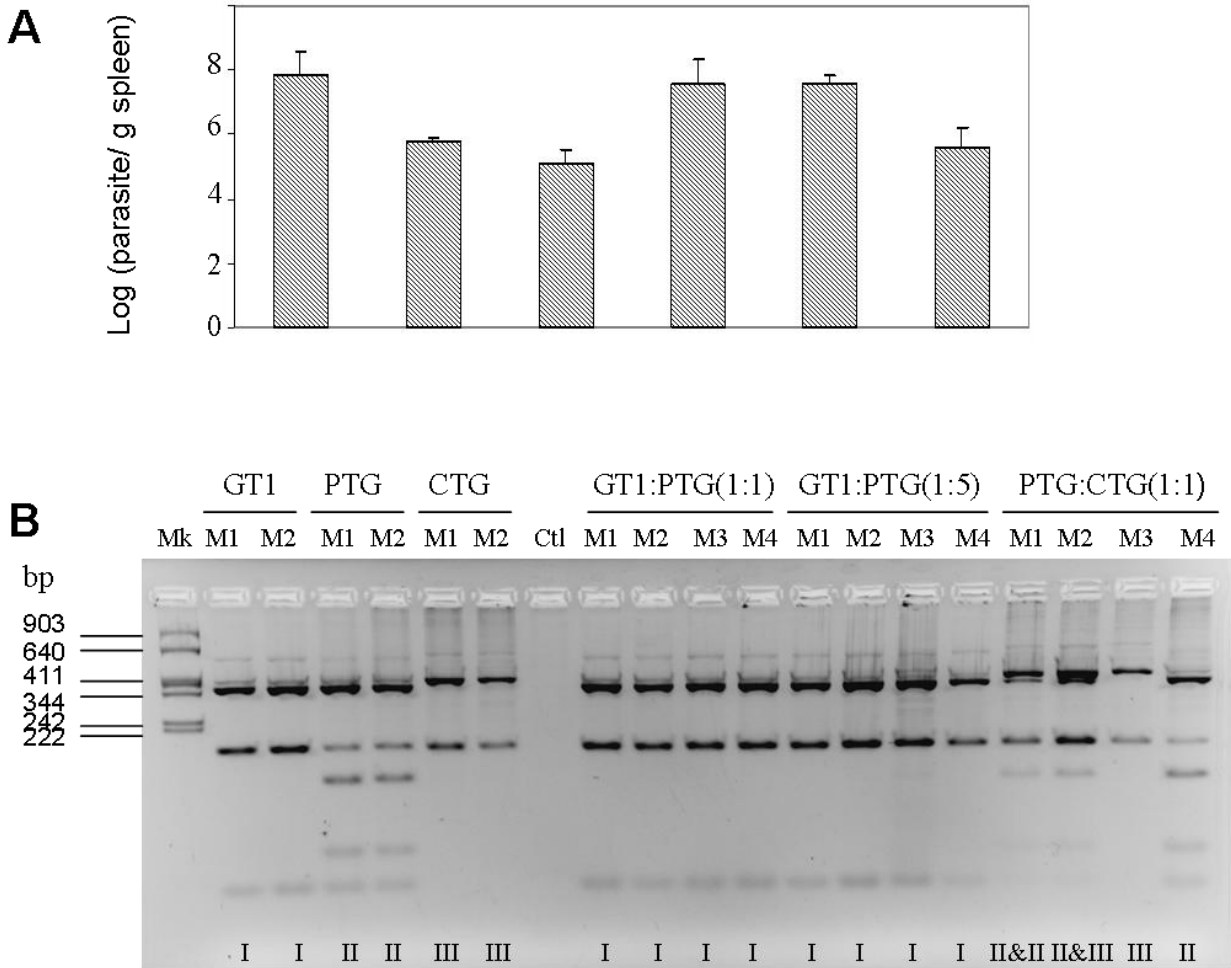 A
Log (parasite/ g spleen)
8
6
4
2
0
B
GT1 PTG CTG GT1:PTG(1:1) GT1:PTG(1:5) PTG:CTG(1:1)
Mk M1 M2 M1 M2 M1 M2 Ctl M1 M2 M3 M4 M1 M2 M3 M4 M1 M2 M3 M4
bp
903
640
411
344
242
222
I I II II III III I I I I I I I I II&II II&III III II